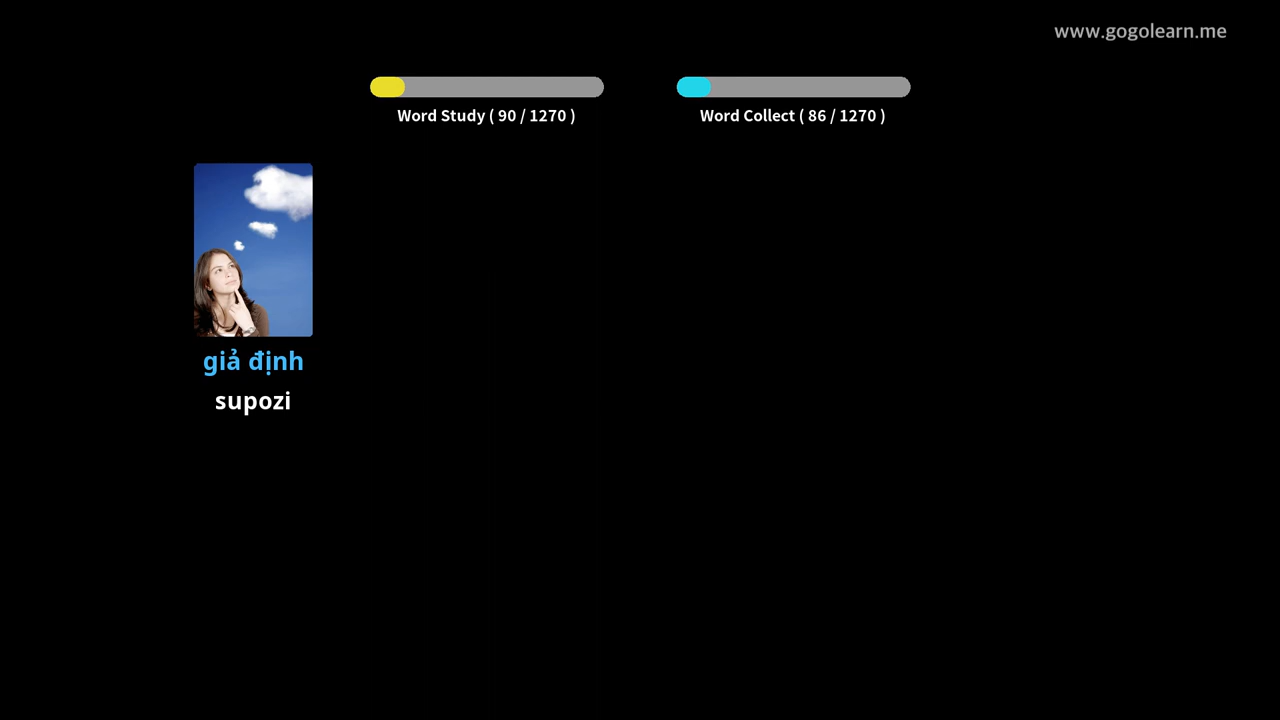 www.gogolearn.me
Word Study ( 90 / 1270 )
Word Collect ( 86 / 1270 )
giả định
supozi